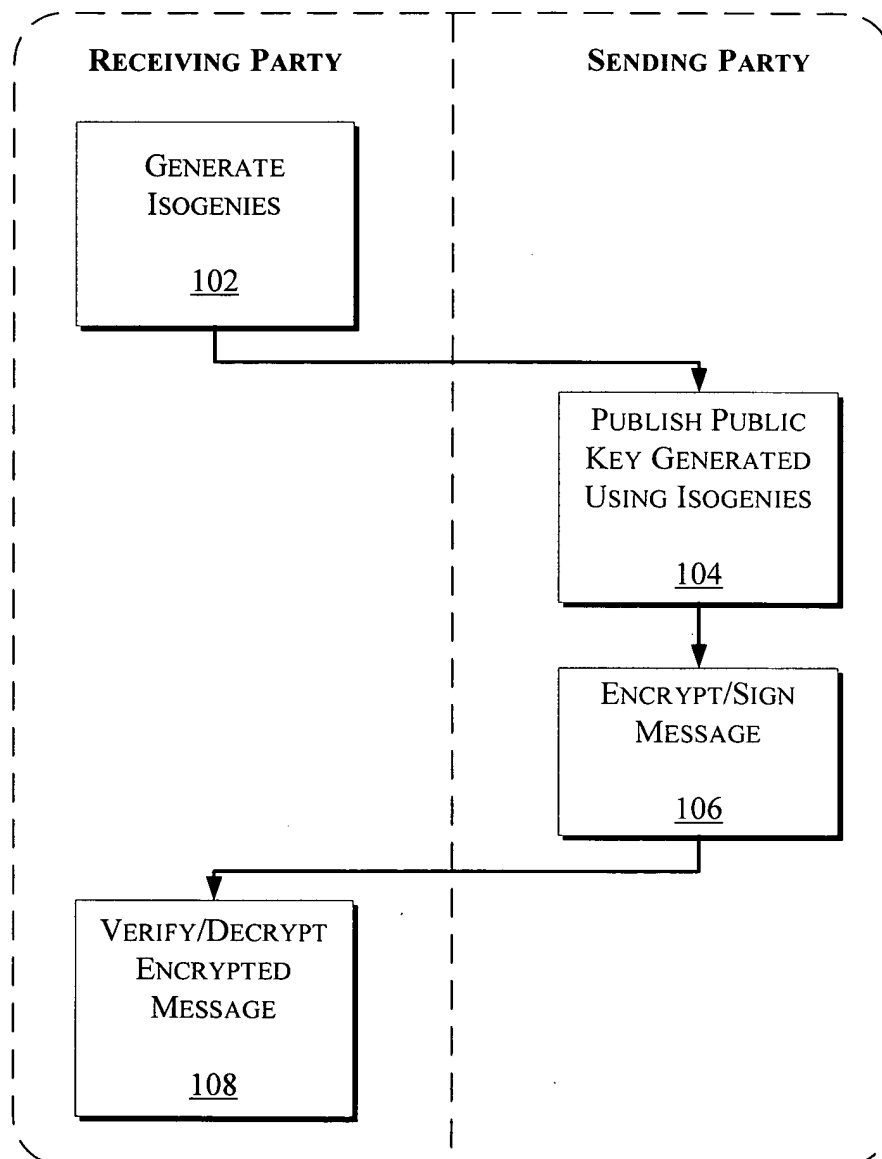 RECEIVING PARTY
SENDING PARTY
GENERATE
ISOGENIES
102
PUBLISH PUBLIC
KEY GENERATED
USING ISOGENIES
104
ENCRYPT/SIGN
MESSAGE
106
VERIFY/DECRYPT
ENCRYPTED
MESSAGE
108